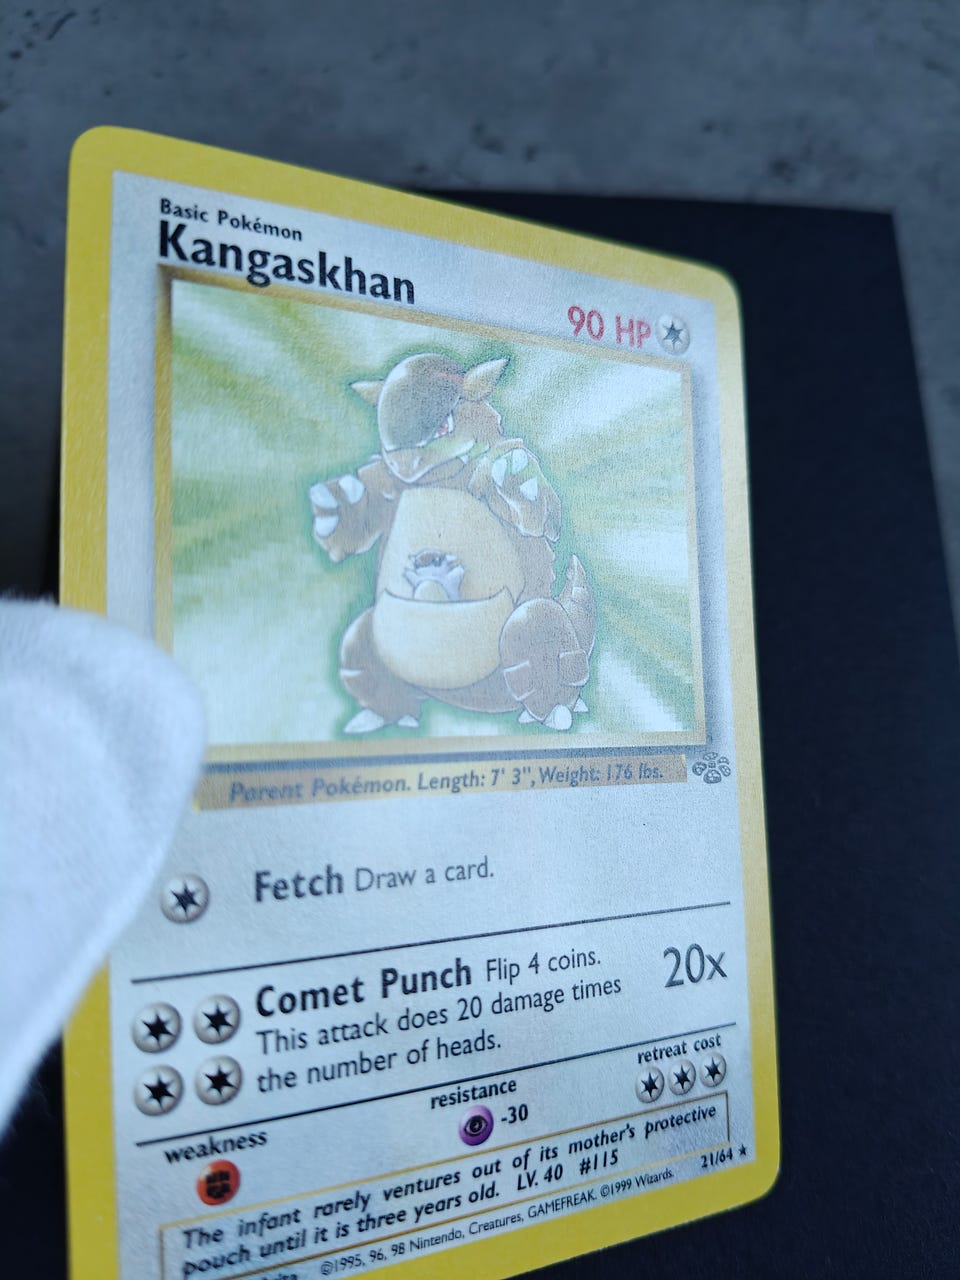 Basic Pokémon
Kangaskhan
90 HP
Parent Pokémon. Length: 7' 3", Weight: 176 lbs.
Fetch Draw a card.
Comet Punch Flip 4 coins.
This attack does 20 damage times
the number of heads.
20x
weakness
resistance
retreat cost
-30
The infant rarely ventures out of its mother's protective
pouch until it is three years old. LV. 40 #115
©1995, 96, 98 Nintendo, Creatures, GAMEFREAK. ©1999 Wizards.
21/64 ★